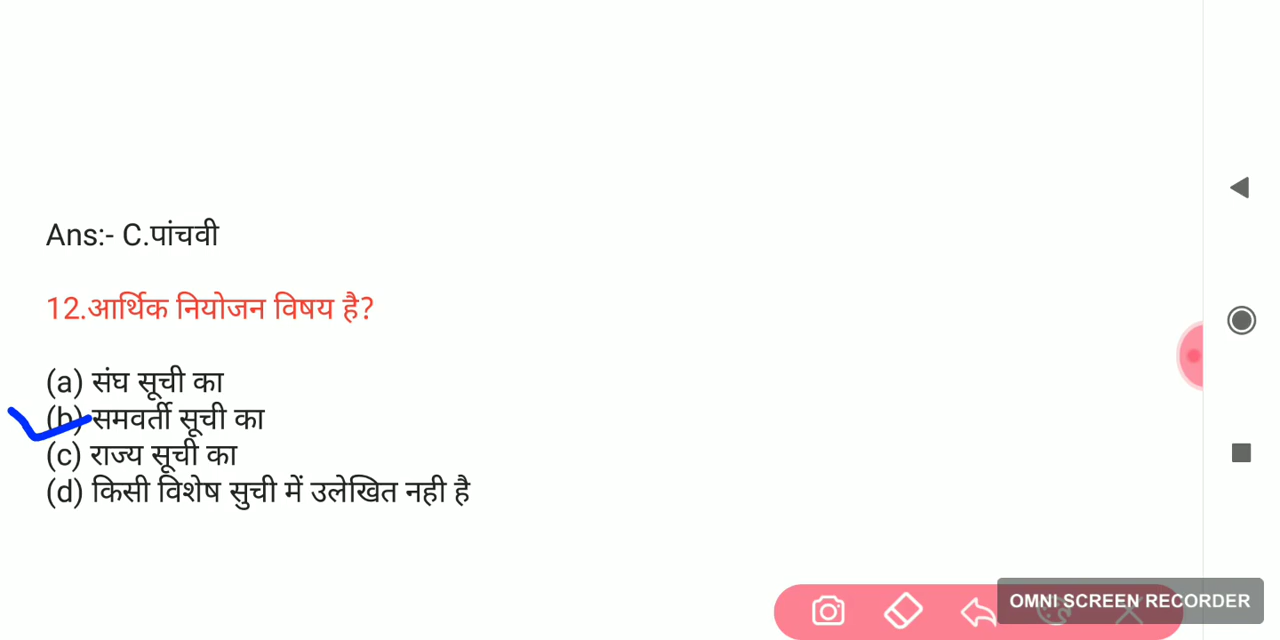 Ans:- C.पांचवी
12.आर्थिक नियोजन विषय है?
(a) संघ सूची का
(b) समवर्ती सूची का
(c) राज्य सूची का
(d) किसी विशेष सुची में उलेखित नही है
OMNI SCREEN RECORDER